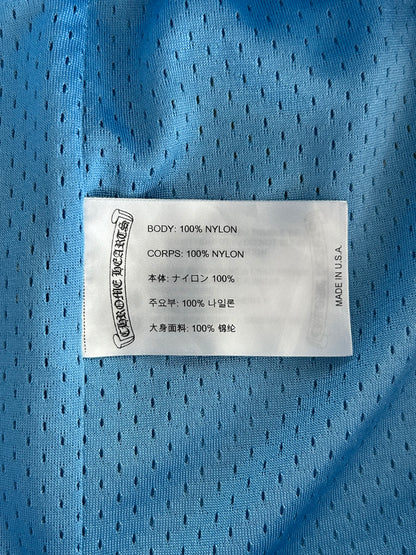 CHROME HEARTS
BODY: 100% NYLON
CORPS: 100% NYLON
本体: ナイロン 100%
주요부: 100% 나일론
大身面料: 100% 锦纶
MADE IN U.S.A.